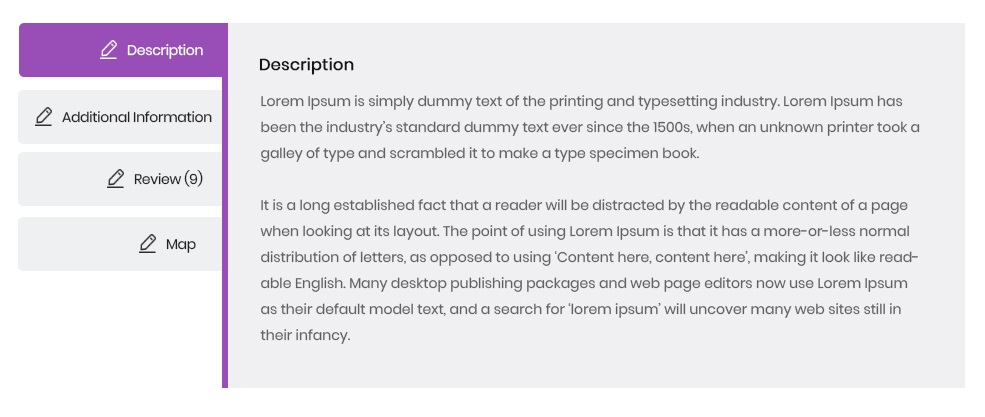 Description
Additional Information
Review (9)
Map
Description
Lorem Ipsum is simply dummy text of the printing and typesetting industry. Lorem Ipsum has
been the industry’s standard dummy text ever since the 1500s, when an unknown printer took a
galley of type and scrambled it to make a type specimen book.
It is a long established fact that a reader will be distracted by the readable content of a page
when looking at its layout. The point of using Lorem Ipsum is that it has a more-or-less normal
distribution of letters, as opposed to using ‘Content here, content here’, making it look like read-
able English. Many desktop publishing packages and web page editors now use Lorem Ipsum
as their default model text, and a search for ‘lorem ipsum’ will uncover many web sites still in
their infancy.